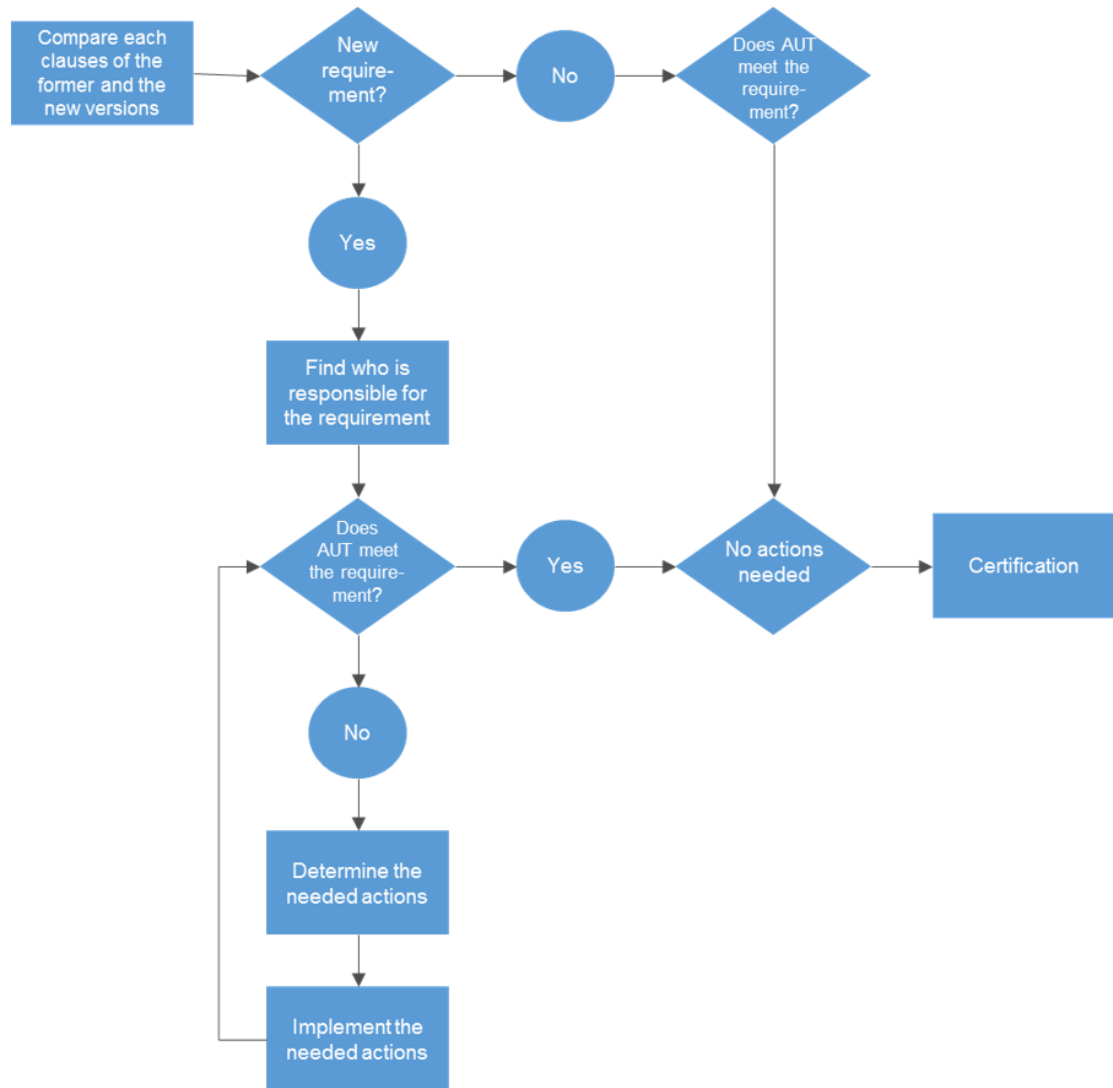 Compare each
clauses of the
former and the
new versions
New
require-
ment?
No
Does AUT
meet the
require-
ment?
Yes
Find who is
responsible for
the requirement
Does
AUT meet
the require-
ment?
Yes
No actions
needed
Certification
No
Determine the
needed actions
Implement the
needed actions